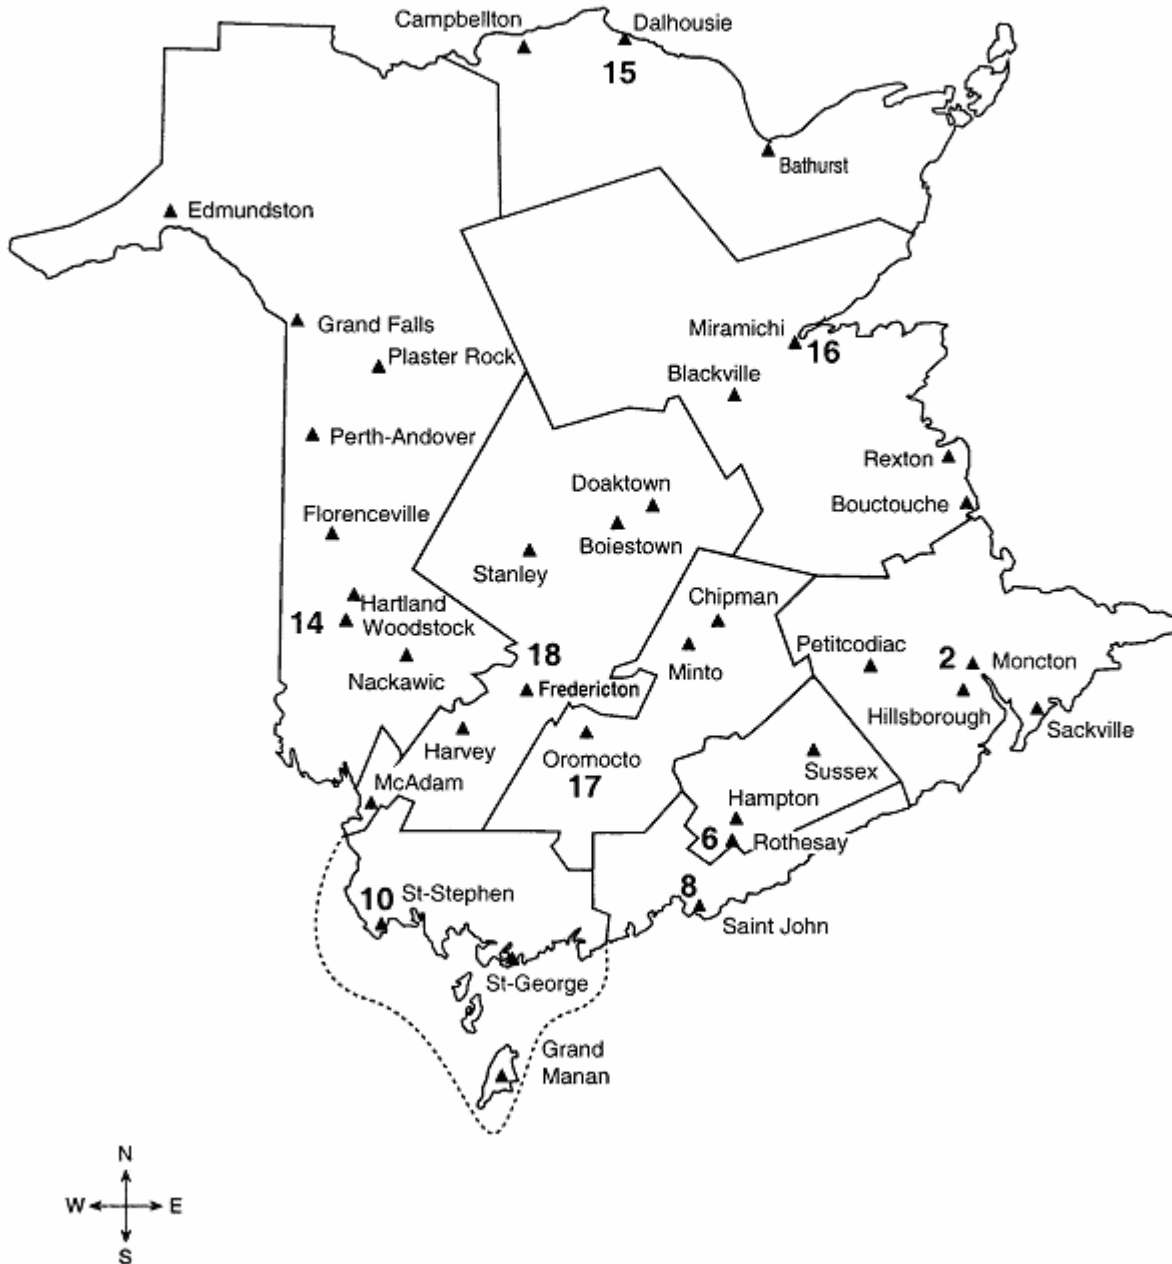 Campbellton
Dalhousie
15
Bathurst
Edmundston
Grand Falls
Plaster Rock
Miramichi
16
Blackville
Perth-Andover
Rexton
Doaktown
Bouctouche
Florenceville
Boiestown
Stanley
Chipman
Hartland
14
Woodstock
18
Petitcodiac
2
Moncton
Minto
Nackawic
Fredericton
Hillsborough
Sackville
Harvey
Oromocto
Sussex
17
McAdam
Hampton
6
Rothesay
10
St-Stephen
8
Saint John
St-George
Grand
Manan
N
W
E
S